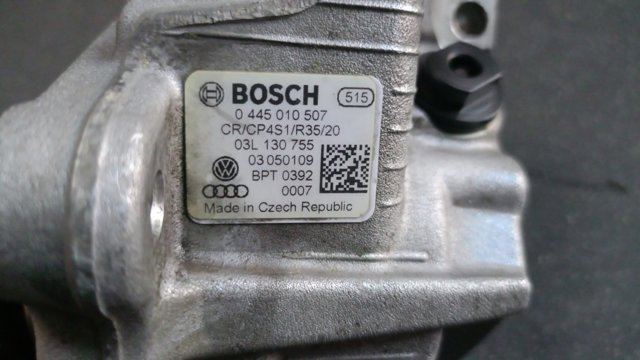 BOSCH 515
0 445 010 507
CR/CP4S1/R35/20
03L 130 755
03 050109
BPT 0392
0007
Made in Czech Republic